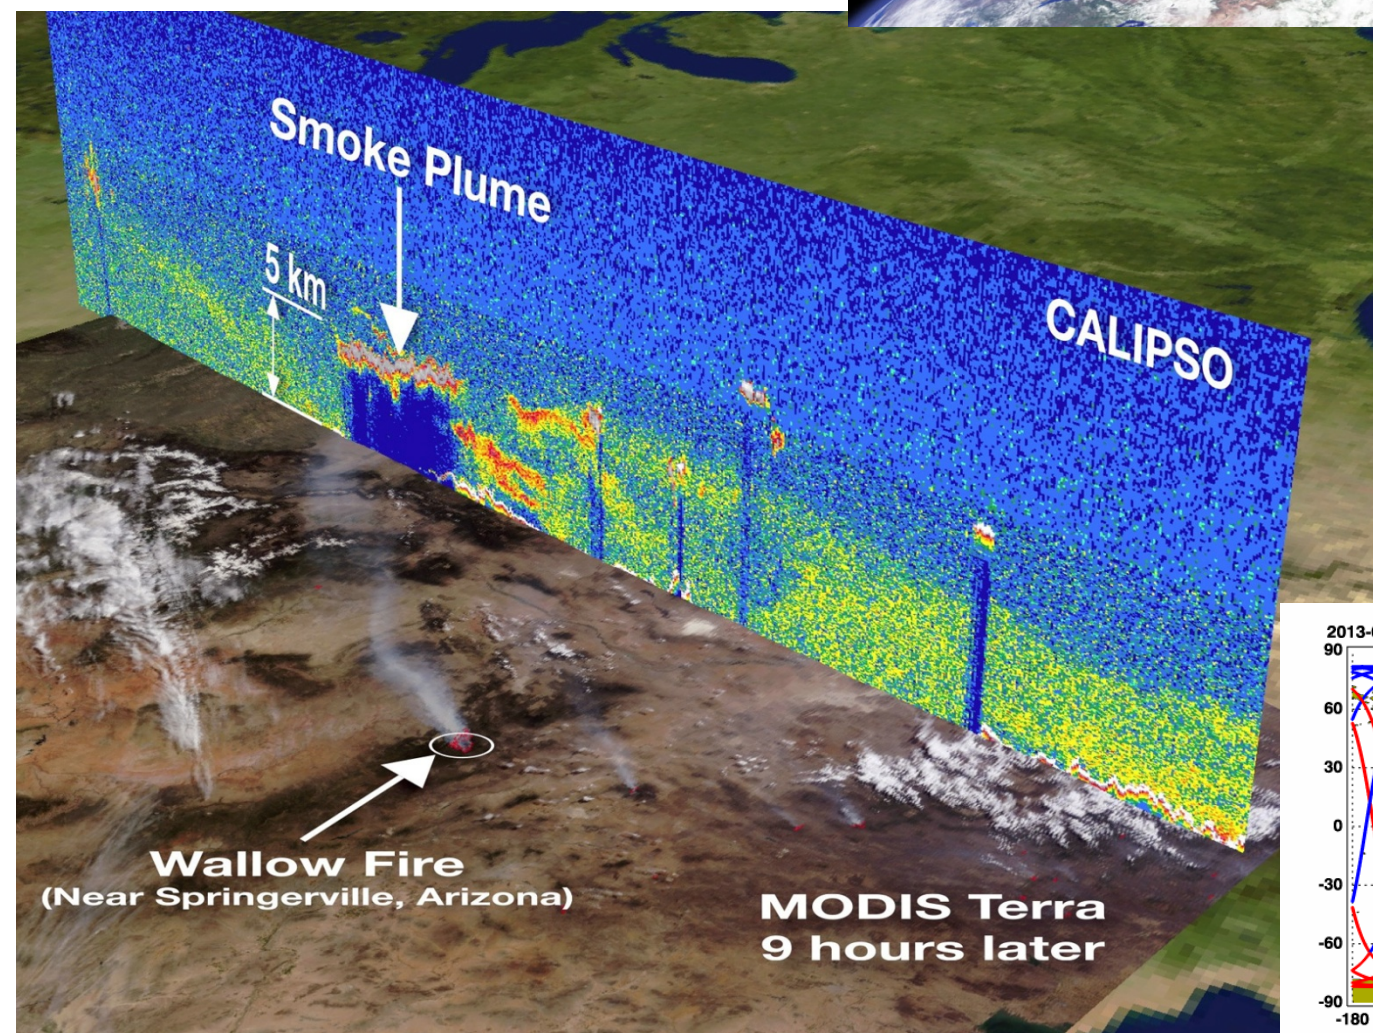 Smoke Plume
5 km
CALIPSO
Wallow Fire
(Near Springerville, Arizona)
MODIS Terra
9 hours later
90
60
30
0
-30
-60
-90
-180